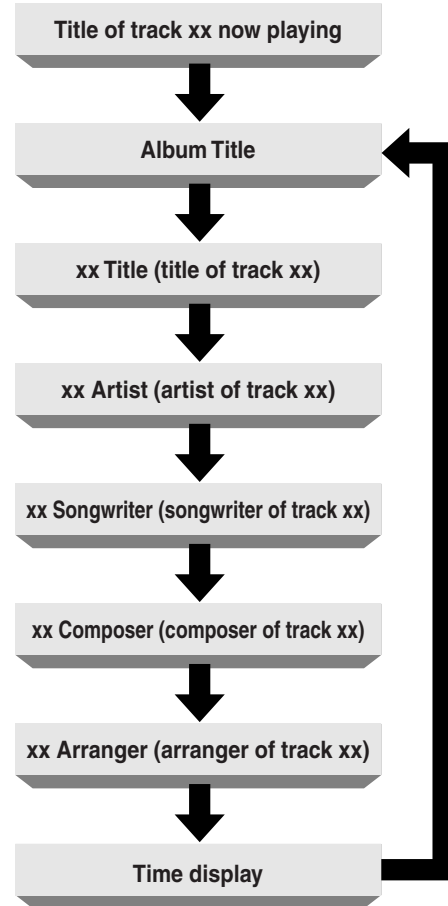 Title of track xx now playing
Album Title
xx Title (title of track xx)
xx Artist (artist of track xx)
xx Songwriter (songwriter of track xx)
xx Composer (composer of track xx)
xx Arranger (arranger of track xx)
Time display